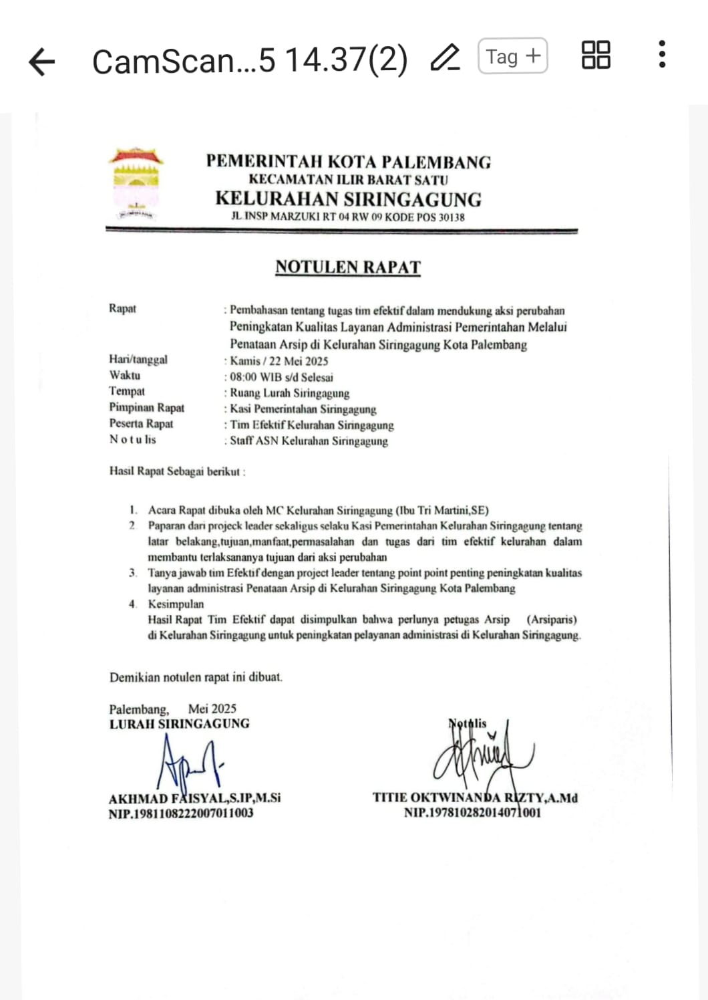 CamScan...5 14.37(2)
Tag +
PEMERINTAH KOTA PALEMBANG
KECAMATAN ILIR BARAT SATU
KELURAHAN SIRINGAGUNG
JL.INSP MARZUKI RT 04 RW 09 KODE POS 30138
NOTULEN RAPAT
Rapat : Pembahasan tentang tugas tim efektif dalam mendukung aksi perubahan
Peningkatan Kualitas Layanan Administrasi Pemerintahan Melalui
Penataan Arsip di Kelurahan Siringagung Kota Palembang
Hari/tanggal : Kamis / 22 Mei 2025
Waktu : 08:00 WIB s/d Selesai
Tempat : Ruang Lurah Siringagung
Pimpinan Rapat : Kasi Pemerintahan Siringagung
Peserta Rapat : Tim Efektif Kelurahan Siringagung
N o t u lis : Staff ASN Kelurahan Siringagung
Hasil Rapat Sebagai berikut :
1. Acara Rapat dibuka oleh MC Kelurahan Siringagung (Ibu Tri Martini,SE)
2 Paparan dari projeck leader sekaligus selaku Kasi Pemerintahan Kelurahan Siringagung tentang
latar belakang,tujuan,manfaat,permasalahan dan tugas dari tim efektif kelurahan dalam
membantu terlaksananya tujuan dari aksi perubahan
3. Tanya jawab tim Efektif dengan project leader tentang point point penting peningkatan kualitas
layanan administrasi Penataan Arsip di Kelurahan Siringagung Kota Palembang
4. Kesimpulan
Hasil Rapat Tim Efektif dapat disimpulkan bahwa perlunya petugas Arsip (Arsiparis)
di Kelurahan Siringagung untuk peningkatan pelayanan administrasi di Kelurahan Siringagung.
Demikian notulen rapat ini dibuat.
Palembang, Mei 2025
LURAH SIRINGAGUNG
Notulis
AKHMAD FAISYAL,S.IP,M.Si
NIP.1981108222007011003
TITIE OKTWINANDA RIZTY,A.Md
NIP.197810282014071001